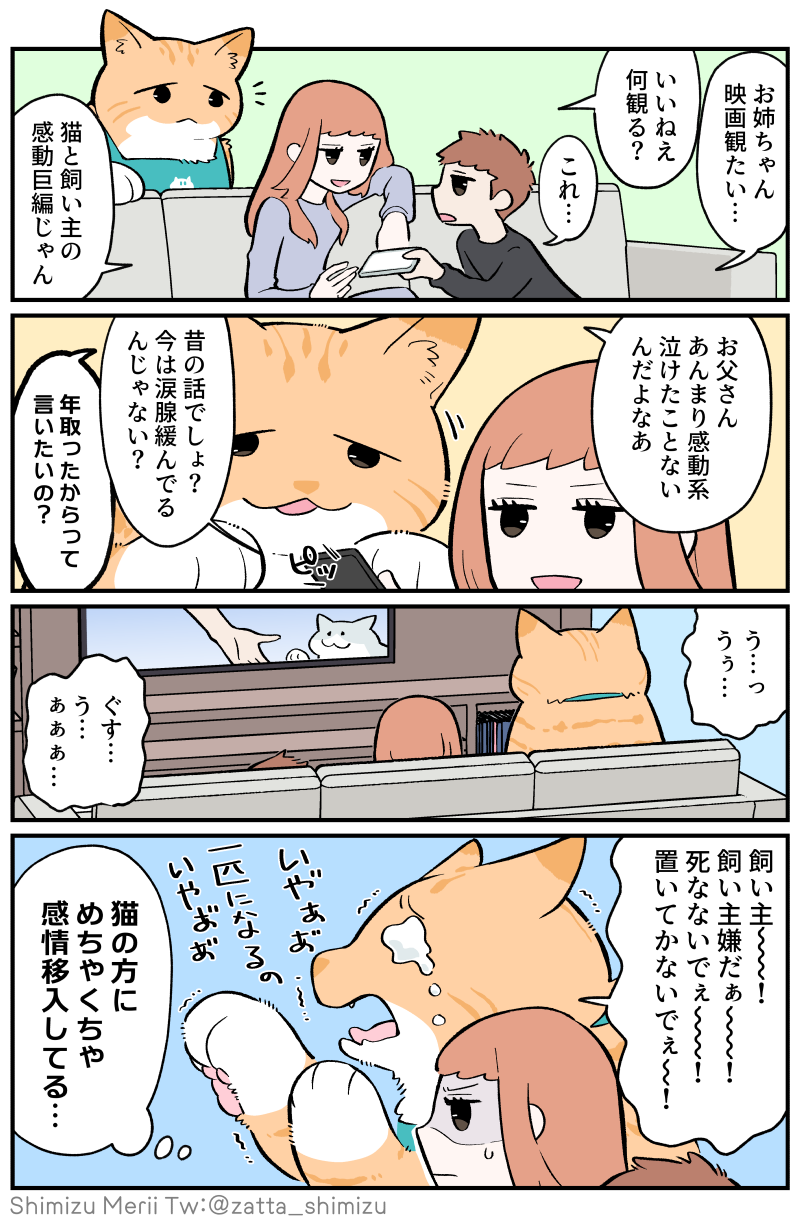 お姉ちゃん
映画観たい…
いいねえ
何観る？
これ…
猫と飼い主の
感動巨編じゃん
お父さん
あんまり感動系
泣けたことない
んだよなあ
昔の話でしょ？
今は涙腺緩んでる
んじゃない？
ピッ
年取ったからって
言いたいの？
う…っ
うぅ…
ぐす…
う…
ぁぁぁ…
飼い主〜〜〜！
飼い主嫌だぁ〜〜〜！
死なないでぇ〜〜〜！
置いてかないでぇ〜！
いやぁあ゙
一匹になるの
いやぁあ゙
猫の方に
めちゃくちゃ
感情移入してる…
Shimizu Merii Tw:@zatta_shimizu